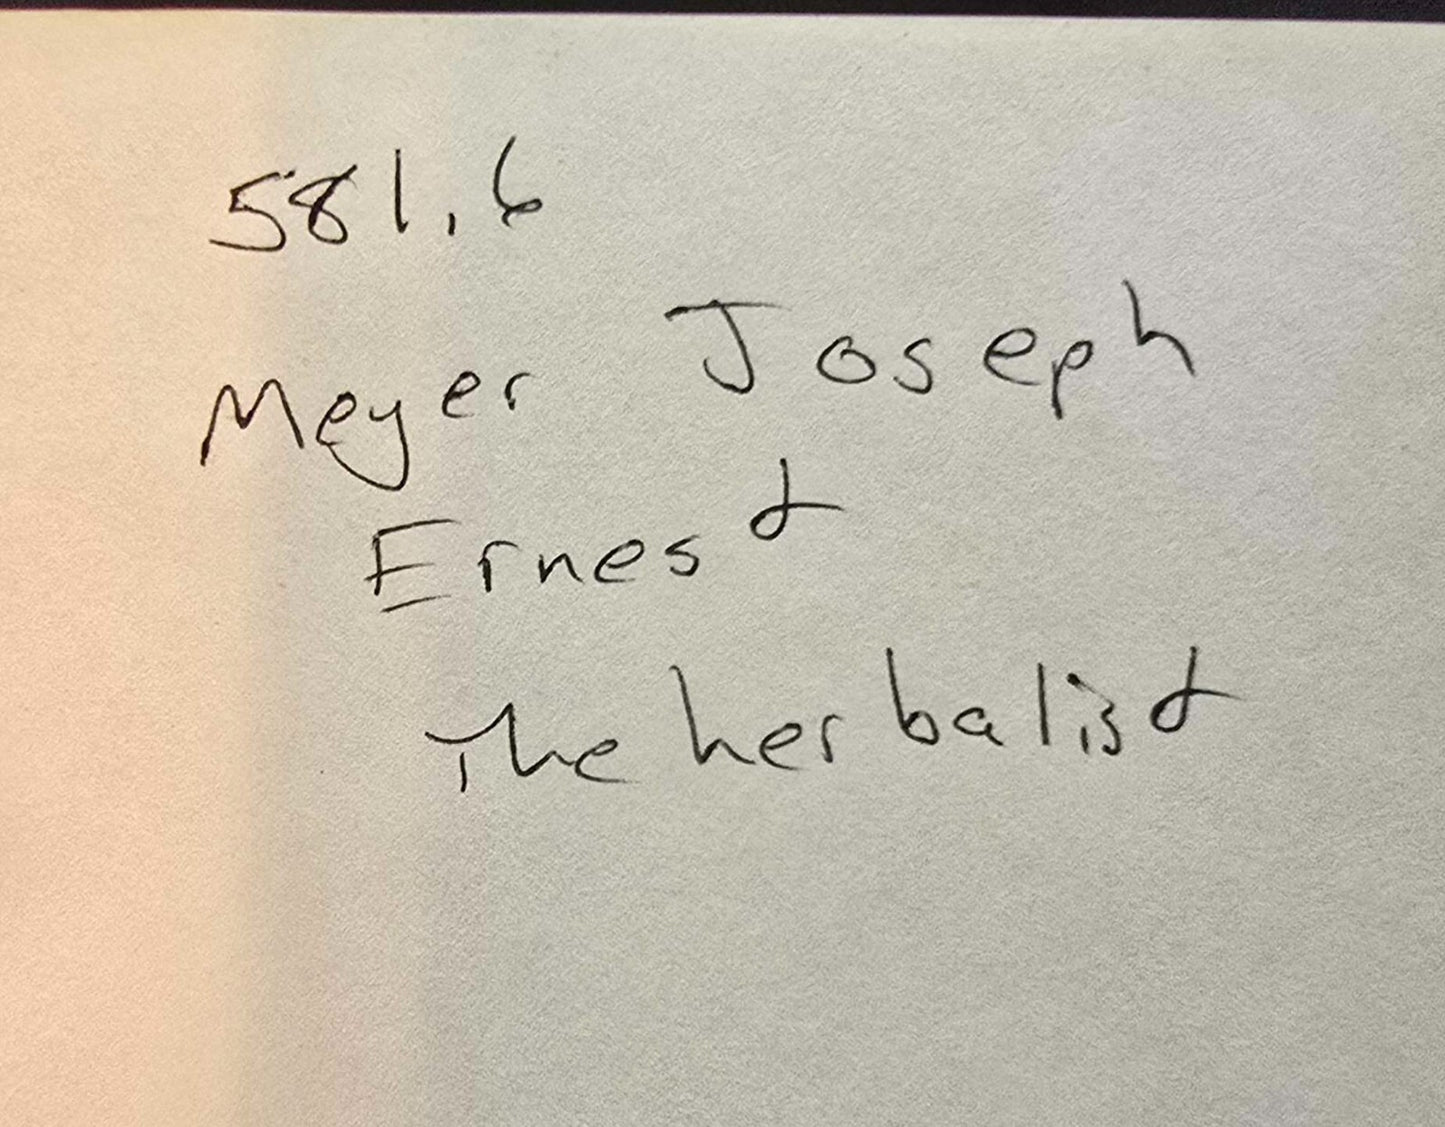 581.6
Meyer Joseph
Ernest
The herbalist